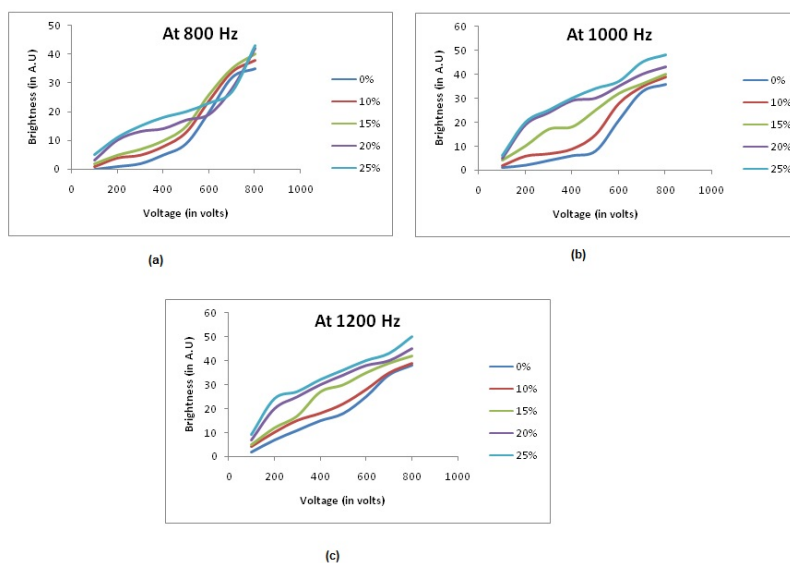 At 800 Hz
Brightness (in A.U)
50
40
30
20
10
0
0 200 400 600 800 1000
Voltage (in volts)
0%
10%
15%
20%
25%
(a)
At 1000 Hz
Brightness (in A.U)
60
50
40
30
20
10
0
0 200 400 600 800 1000
Voltage (in volts)
0%
10%
15%
20%
25%
(b)
At 1200 Hz
Brightness (in A.U)
60
50
40
30
20
10
0
0 200 400 600 800 1000
Voltage (in volts)
0%
10%
15%
20%
25%
(c)